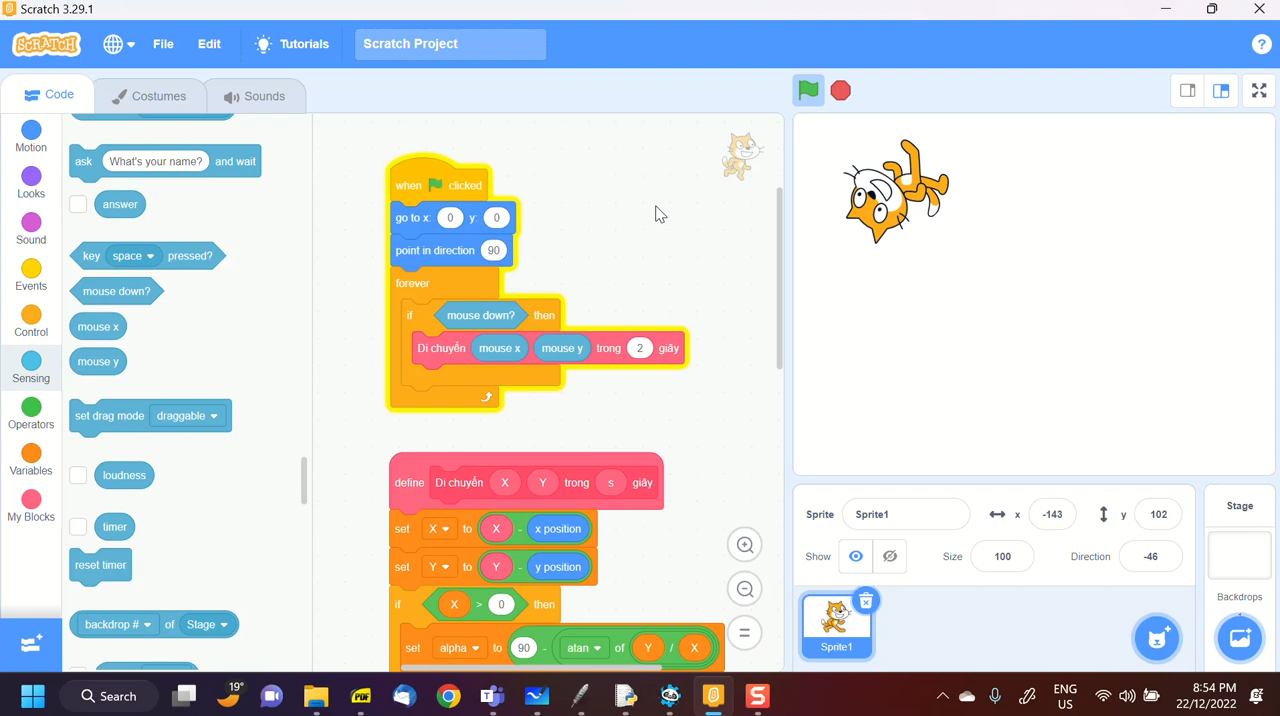 Scratch 3.29.1
SCRATCH File Edit Tutorials Scratch Project ?
Code Costumes Sounds
Motion
Looks
Sound
Events
Control
Sensing
Operators
Variables
My Blocks
ask What's your name? and wait
answer
key space pressed?
mouse down?
mouse x
mouse y
set drag mode draggable
loudness
timer
reset timer
backdrop # of Stage
when clicked
go to x: 0 y: 0
point in direction 90
forever
if mouse down? then
Di chuyển mouse x mouse y trong 2 giây
define Di chuyển X Y trong s giây
set X to X - x position
set Y to Y - y position
if X > 0 then
set alpha to 90 - atan of Y / X
Sprite Sprite1 x -143 y 102
Show Size 100 Direction -46
Sprite1
Stage
Backdrops
Search 19° PDF ENG US 8:54 PM 22/12/2022